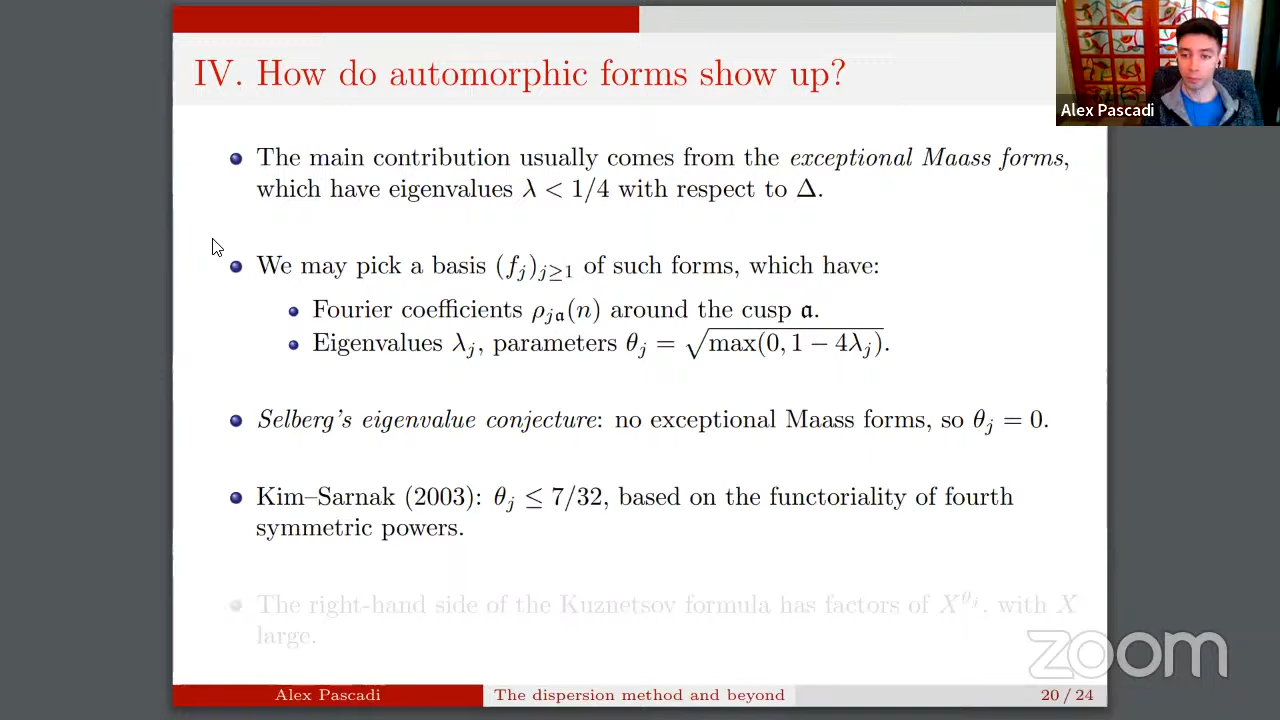 IV. How do automorphic forms show up?
Alex Pascadi
The main contribution usually comes from the exceptional Maass forms,
which have eigenvalues λ < 1/4 with respect to Δ.
We may pick a basis (f_j)_{j≥1} of such forms, which have:
Fourier coefficients ρ_{j𝔞}(n) around the cusp 𝔞.
Eigenvalues λ_j, parameters θ_j = √max(0, 1 − 4λ_j).
Selberg's eigenvalue conjecture: no exceptional Maass forms, so θ_j = 0.
Kim–Sarnak (2003): θ_j ≤ 7/32, based on the functoriality of fourth
symmetric powers.
The right-hand side of the Kuznetsov formula has factors of X^{θ_j}, with X
large.
zoom
Alex Pascadi
The dispersion method and beyond
20 / 24